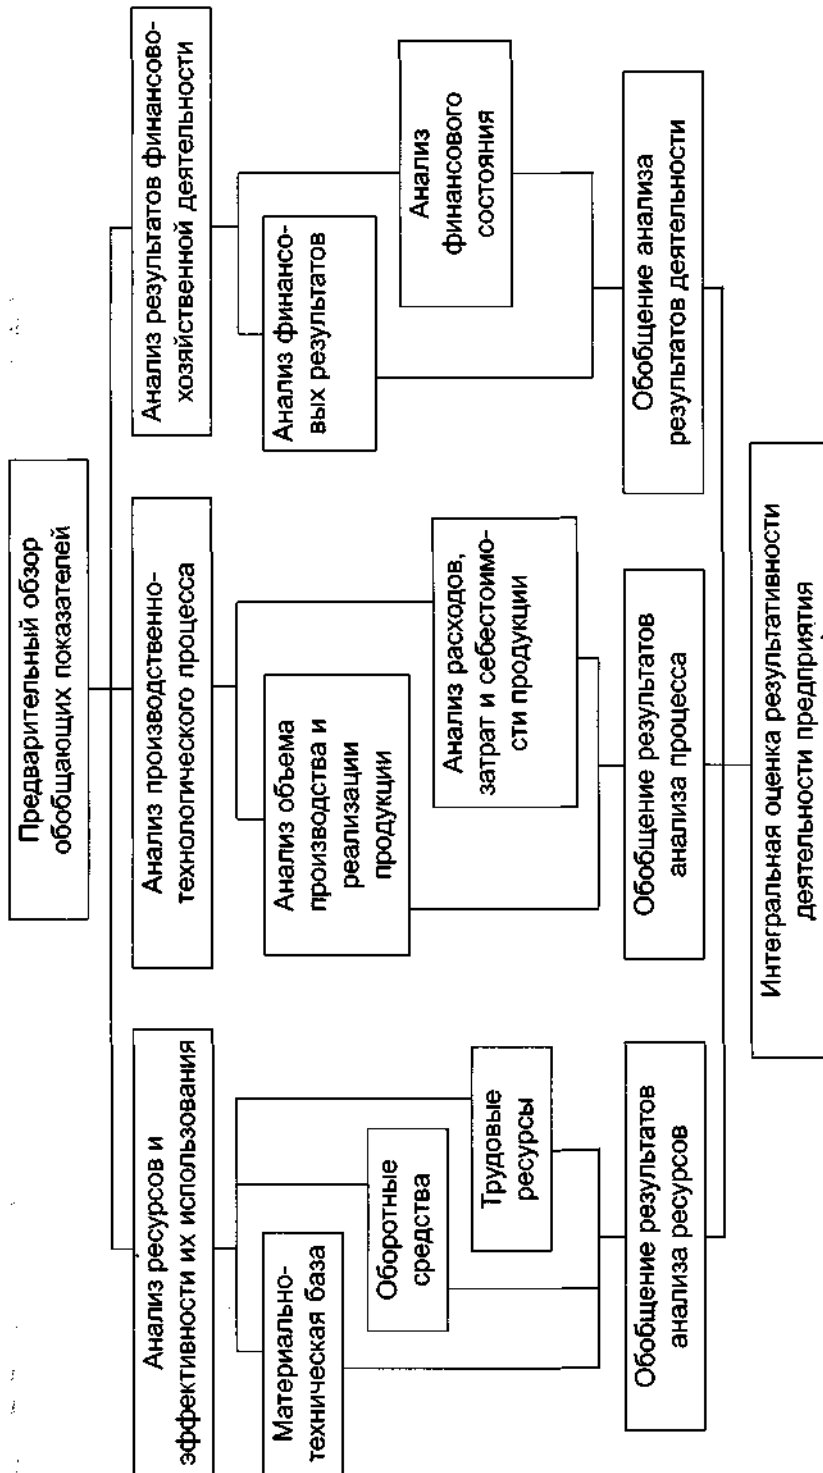 Предварительный обзор
обобщающих показателей
Анализ ресурсов и
эффективности их использования
Материально-
техническая база
Оборотные
средства
Трудовые
ресурсы
Обобщение результатов
анализа ресурсов
Анализ производственно-
технологического процесса
Анализ объема
производства и
реализации
продукции
Анализ расходов,
затрат и себестоимо-
сти продукции
Обобщение результатов
анализа процесса
Анализ результатов финансово-
хозяйственной деятельности
Анализ финансо-
вых результатов
Анализ
финансового
состояния
Обобщение анализа
результатов деятельности
Интегральная оценка результативности
деятельности предприятия